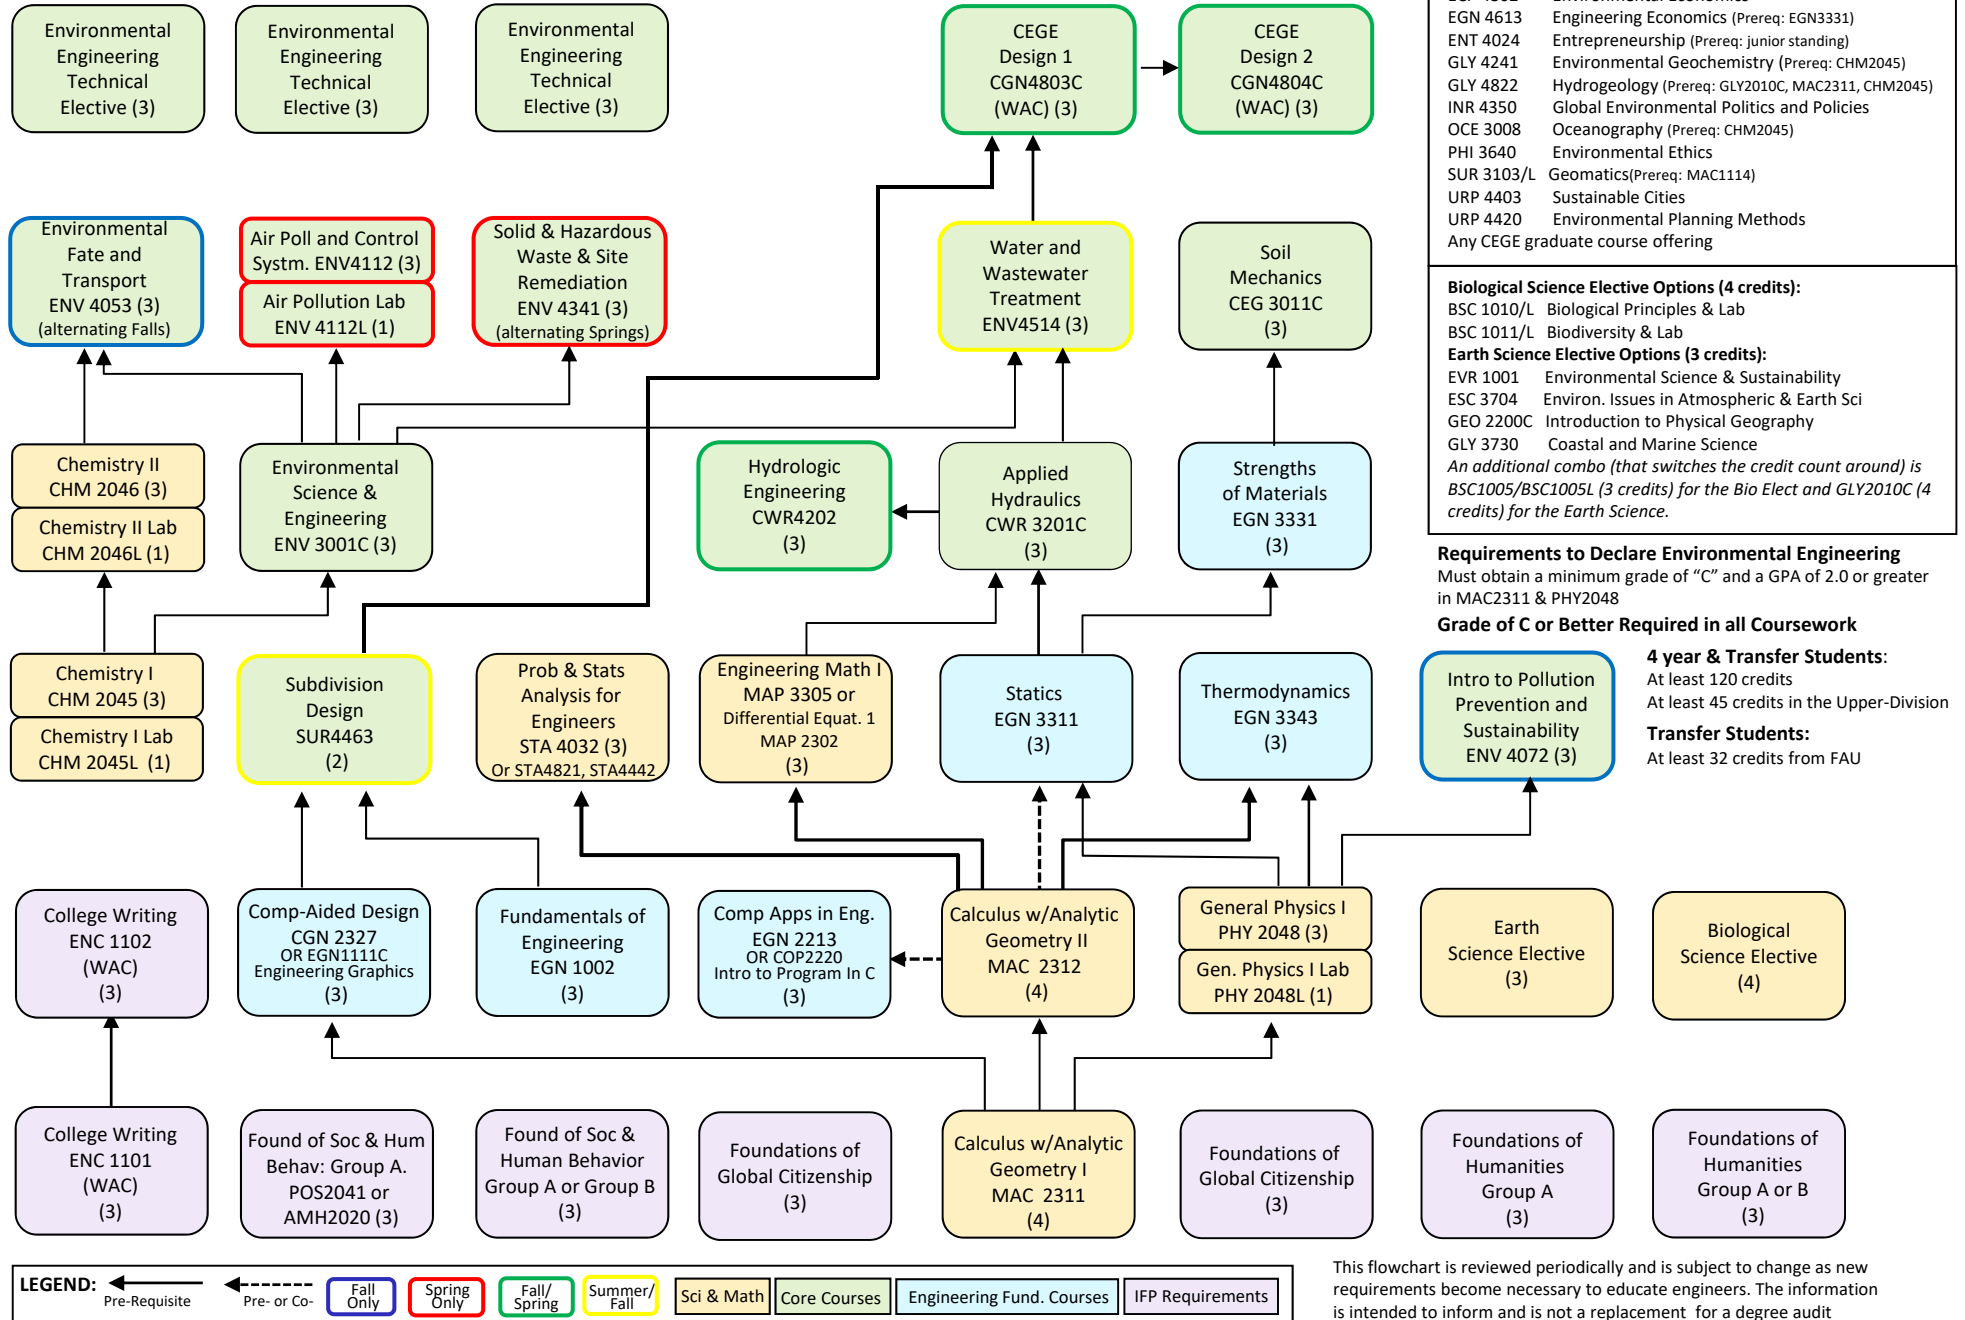 Environmental
Engineering
Technical
Elective (3)
Environmental
Engineering
Technical
Elective (3)
Environmental
Engineering
Technical
Elective (3)
CEGE
Design 1
CGN4803C
(WAC) (3)
CEGE
Design 2
CGN4804C
(WAC) (3)
EGN 4613 Engineering Economics (Prereq: EGN3331)
ENT 4024 Entrepreneurship (Prereq: junior standing)
GLY 4241 Environmental Geochemistry (Prereq: CHM2045)
GLY 4822 Hydrogeology (Prereq: GLY2010C, MAC2311, CHM2045)
INR 4350 Global Environmental Politics and Policies
OCE 3008 Oceanography (Prereq: CHM2045)
PHI 3640 Environmental Ethics
SUR 3103/L Geomatics(Prereq: MAC1114)
URP 4403 Sustainable Cities
URP 4420 Environmental Planning Methods
Any CEGE graduate course offering
Environmental
Fate and
Transport
ENV 4053 (3)
(alternating Falls)
Air Poll and Control
Systm. ENV4112 (3)
Air Pollution Lab
ENV 4112L (1)
Solid & Hazardous
Waste & Site
Remediation
ENV 4341 (3)
(alternating Springs)
Water and
Wastewater
Treatment
ENV4514 (3)
Soil
Mechanics
CEG 3011C
(3)
Biological Science Elective Options (4 credits):
BSC 1010/L Biological Principles & Lab
BSC 1011/L Biodiversity & Lab
Earth Science Elective Options (3 credits):
EVR 1001 Environmental Science & Sustainability
ESC 3704 Environ. Issues in Atmospheric & Earth Sci
GEO 2200C Introduction to Physical Geography
GLY 3730 Coastal and Marine Science
An additional combo (that switches the credit count around) is
BSC1005/BSC1005L (3 credits) for the Bio Elect and GLY2010C (4
credits) for the Earth Science.
Chemistry II
CHM 2046 (3)
Chemistry II Lab
CHM 2046L (1)
Environmental
Science &
Engineering
ENV 3001C (3)
Hydrologic
Engineering
CWR4202
(3)
Applied
Hydraulics
CWR 3201C
(3)
Strengths
of Materials
EGN 3331
(3)
Requirements to Declare Environmental Engineering
Must obtain a minimum grade of “C” and a GPA of 2.0 or greater
in MAC2311 & PHY2048
Grade of C or Better Required in all Coursework
Chemistry I
CHM 2045 (3)
Chemistry I Lab
CHM 2045L (1)
Subdivision
Design
SUR4463
(2)
Prob & Stats
Analysis for
Engineers
STA 4032 (3)
Or STA4821, STA4442
Engineering Math I
MAP 3305 or
Differential Equat. 1
MAP 2302
(3)
Statics
EGN 3311
(3)
Thermodynamics
EGN 3343
(3)
Intro to Pollution
Prevention and
Sustainability
ENV 4072 (3)
4 year & Transfer Students:
At least 120 credits
At least 45 credits in the Upper-Division
Transfer Students:
At least 32 credits from FAU
College Writing
ENC 1102
(WAC)
(3)
Comp-Aided Design
CGN 2327
OR EGN1111C
Engineering Graphics
(3)
Fundamentals of
Engineering
EGN 1002
(3)
Comp Apps in Eng.
EGN 2213
OR COP2220
Intro to Program In C
(3)
Calculus w/Analytic
Geometry II
MAC 2312
(4)
General Physics I
PHY 2048 (3)
Gen. Physics I Lab
PHY 2048L (1)
Earth
Science Elective
(3)
Biological
Science Elective
(4)
College Writing
ENC 1101
(WAC)
(3)
Found of Soc & Hum
Behav: Group A.
POS2041 or
AMH2020 (3)
Found of Soc &
Human Behavior
Group A or Group B
(3)
Foundations of
Global Citizenship
(3)
Calculus w/Analytic
Geometry I
MAC 2311
(4)
Foundations of
Global Citizenship
(3)
Foundations of
Humanities
Group A
(3)
Foundations of
Humanities
Group A or B
(3)
LEGEND:
Pre-Requisite
Pre- or Co-
Fall
Only
Spring
Only
Fall/
Spring
Summer/
Fall
Sci & Math
Core Courses
Engineering Fund. Courses
IFP Requirements
This flowchart is reviewed periodically and is subject to change as new
requirements become necessary to educate engineers. The information
is intended to inform and is not a replacement for a degree audit